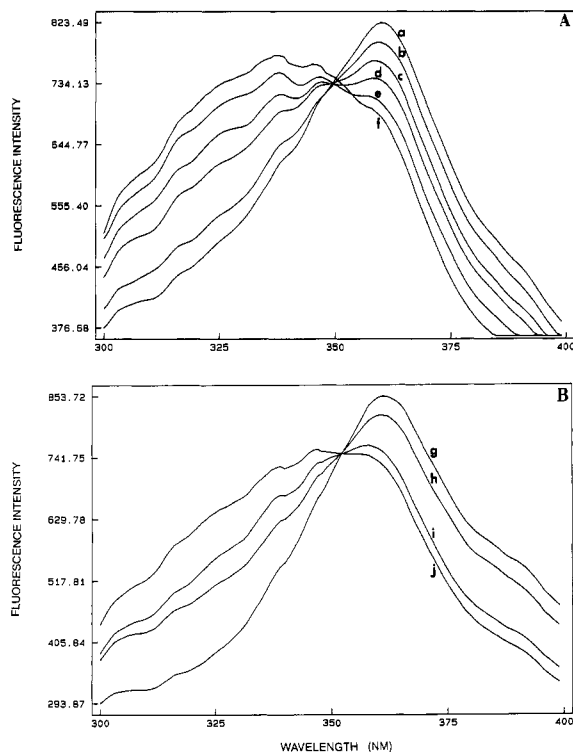 A
823.49
734.13
644.77
555.40
466.04
376.68
FLUORESCENCE INTENSITY
a
b
c
d
e
f
300
325
350
375
400
B
853.72
741.75
629.78
517.81
405.84
293.87
FLUORESCENCE INTENSITY
g
h
i
j
300
325
350
375
400
WAVELENGTH (NM)